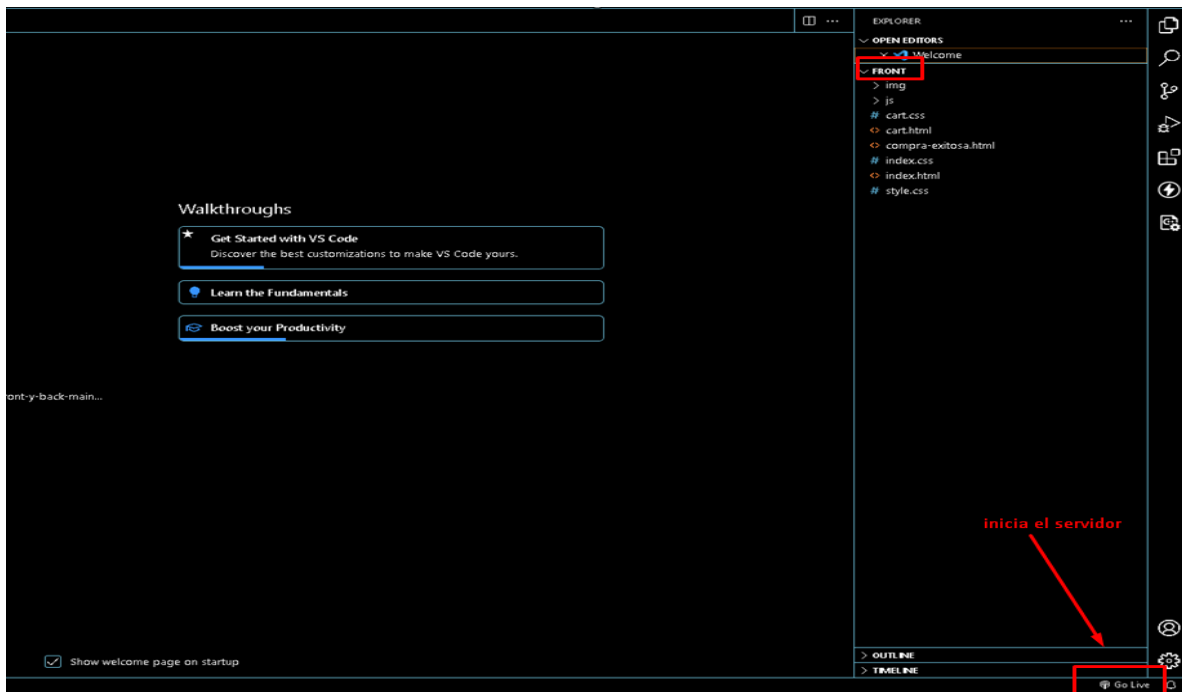 EXPLORER
OPEN EDITORS
Welcome
FRONT
img
js
# cart.css
<> cart.html
<> compra-exitosa.html
# index.css
<> index.html
# style.css
Walkthroughs
Get Started with VS Code
Discover the best customizations to make VS Code yours.
Learn the Fundamentals
Boost your Productivity
ont-y-back-main...
inicia el servidor
Show welcome page on startup
OUTLINE
TIMELINE
Go Live